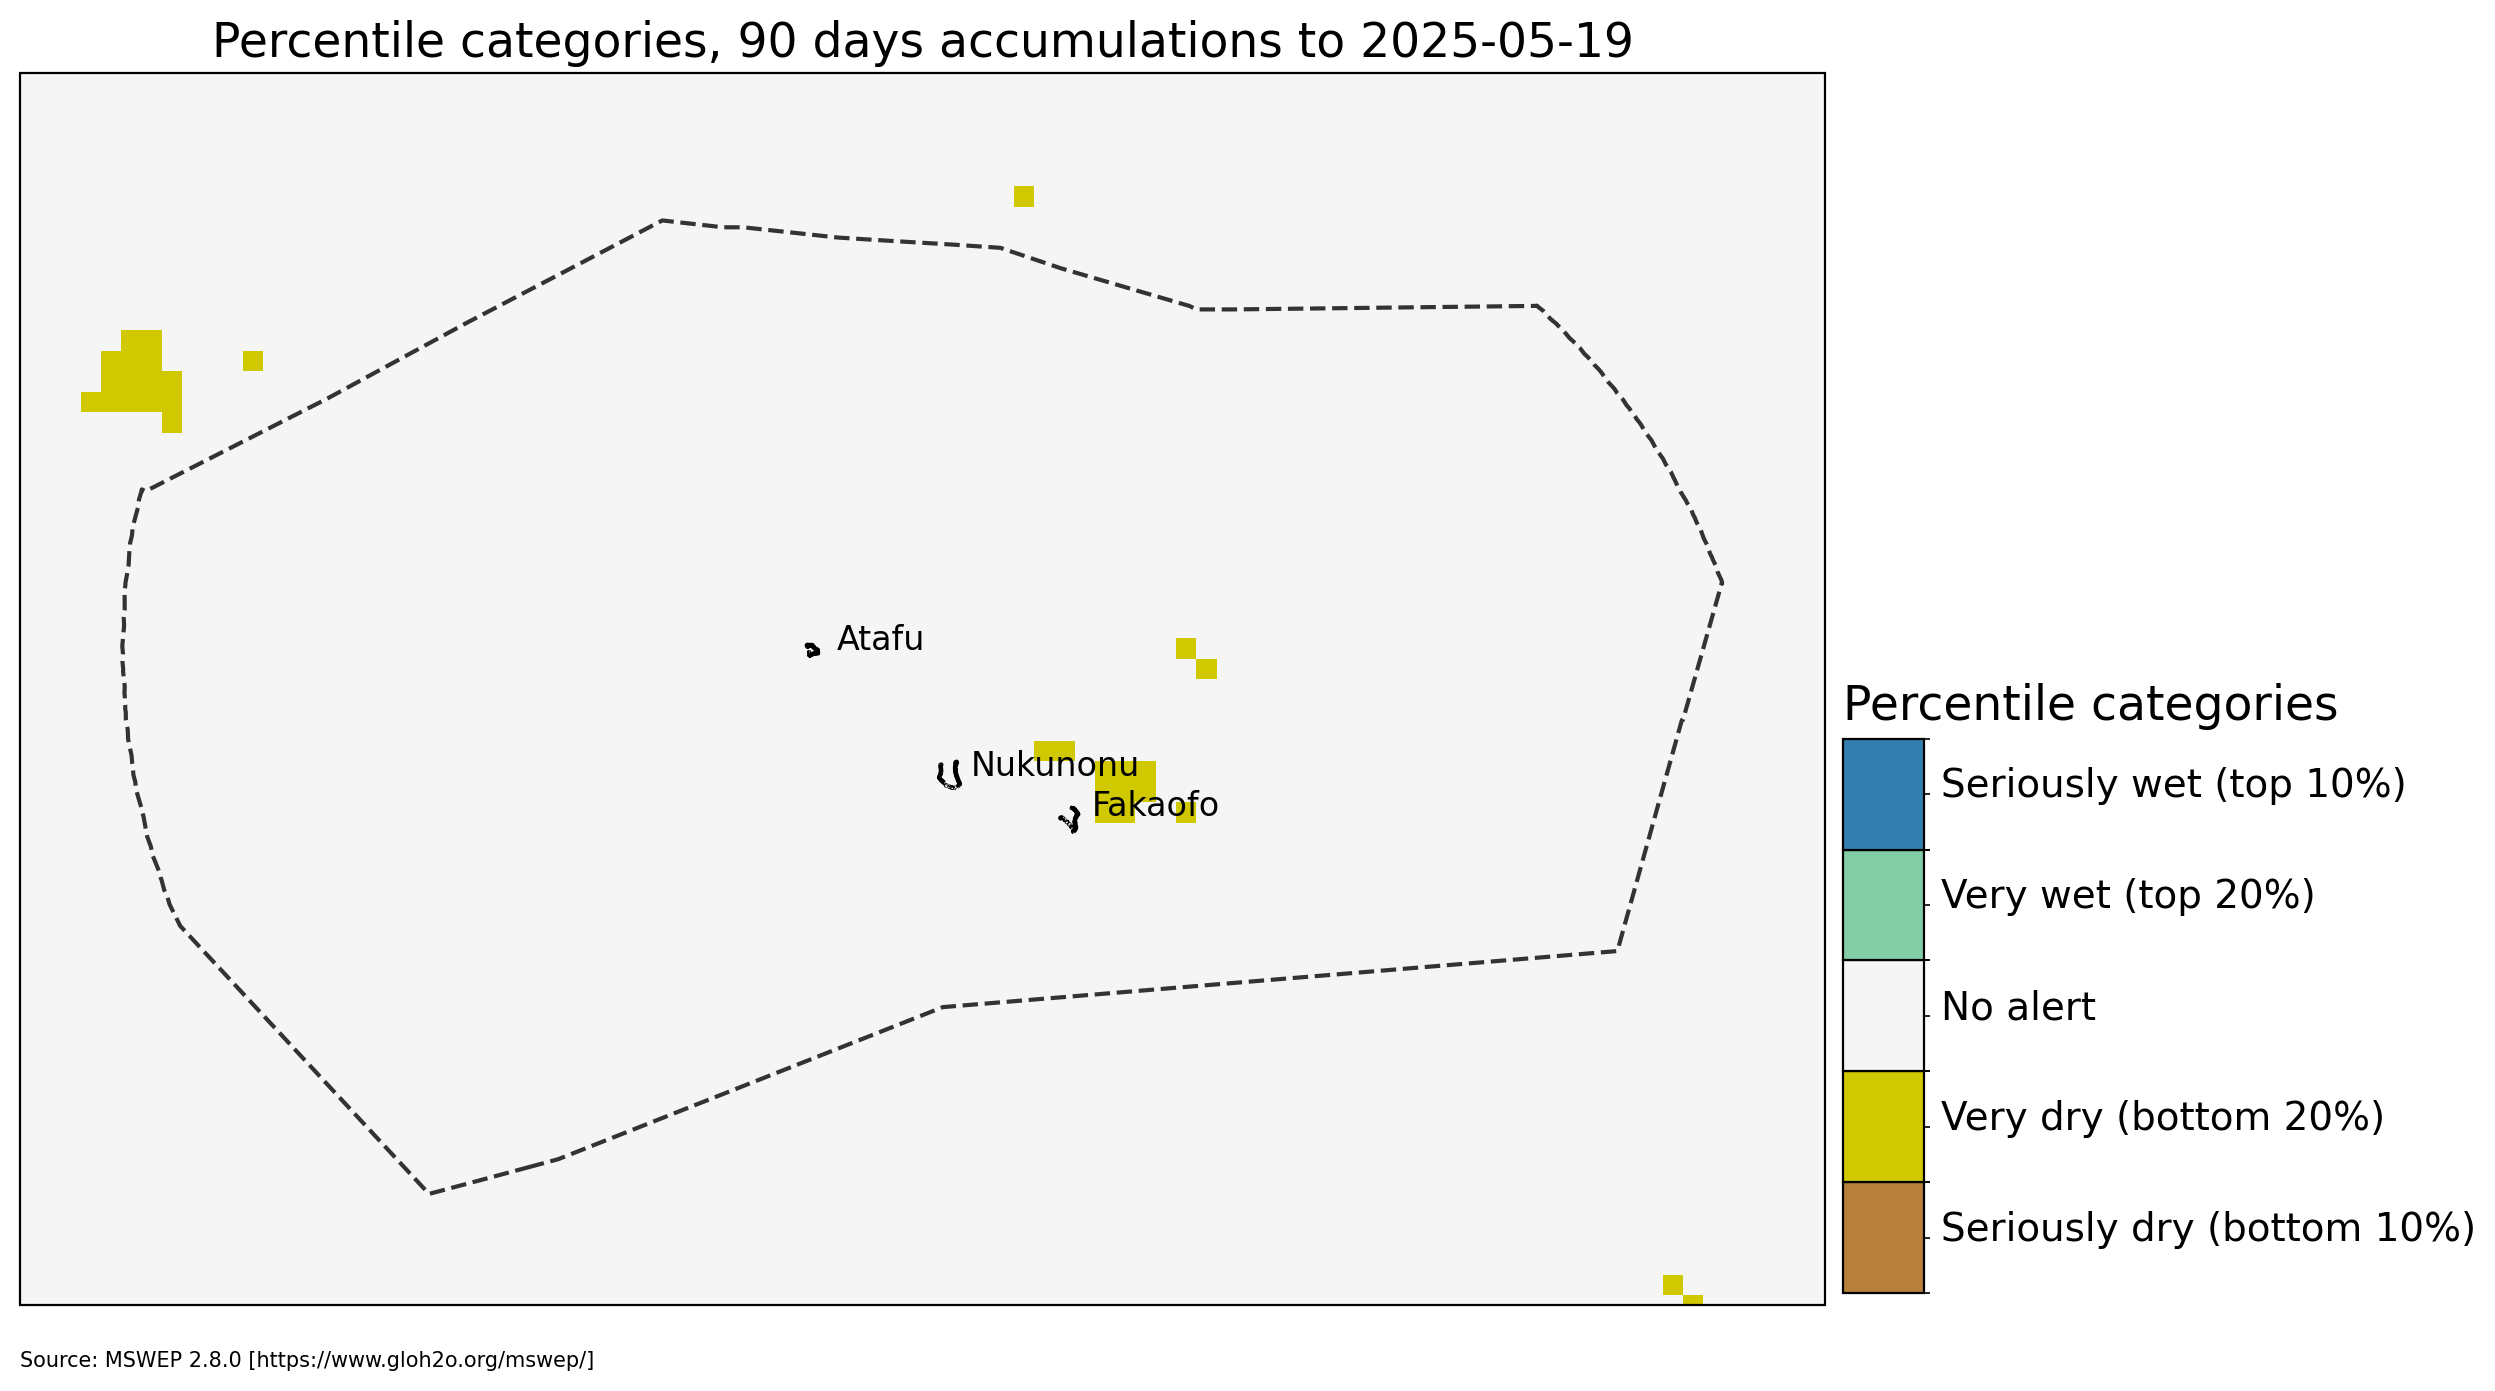 Percentile categories, 90 days accumulations to 2025-05-19
Atafu
Nukunonu
Fakaofo
Percentile categories
Seriously wet (top 10%)
Very wet (top 20%)
No alert
Very dry (bottom 20%)
Seriously dry (bottom 10%)
Source: MSWEP 2.8.0 [https://www.gloh2o.org/mswep/]